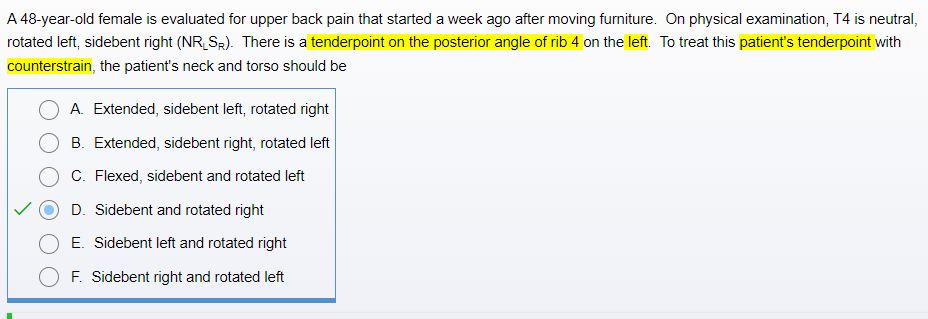 A 48-year-old female is evaluated for upper back pain that started a week ago after moving furniture. On physical examination, T4 is neutral,
rotated left, sidebent right (NRLSR). There is a tenderpoint on the posterior angle of rib 4 on the left. To treat this patient's tenderpoint with
counterstrain, the patient's neck and torso should be
A. Extended, sidebent left, rotated right
B. Extended, sidebent right, rotated left
C. Flexed, sidebent and rotated left
D. Sidebent and rotated right
E. Sidebent left and rotated right
F. Sidebent right and rotated left